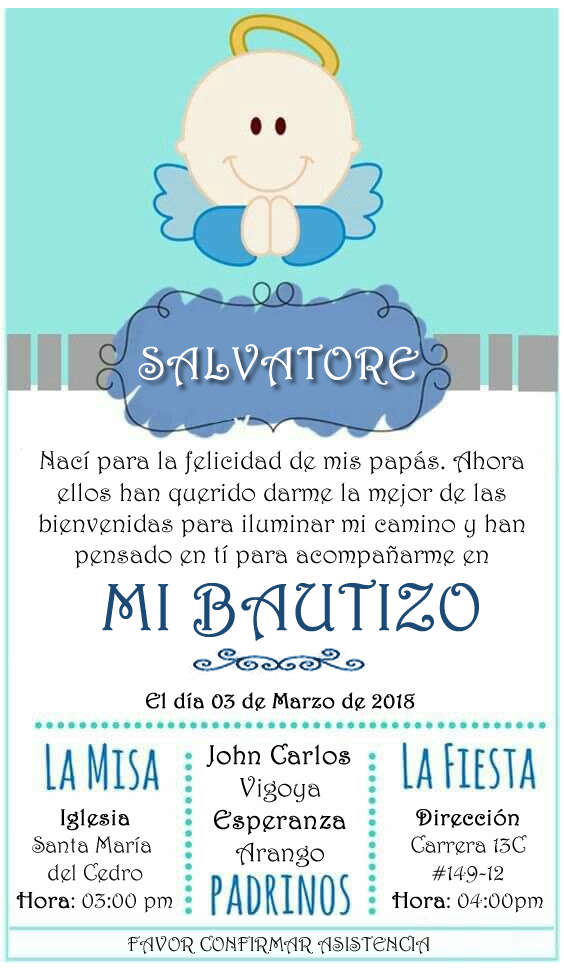 SALVATORE
Nací para la felicidad de mis papás. Ahora
ellos han querido darme la mejor de las
bienvenidas para iluminar mi camino y han
pensado en tí para acompañarme en
MI BAUTIZO
El día 03 de Marzo de 2018
LA MISA
Iglesia
Santa María
del Cedro
Hora: 03:00 pm
John Carlos
Vigoya
Esperanza
Arango
PADRINOS
LA FIESTA
Dirección
Carrera 13C
#149-12
Hora: 04:00pm
FAVOR CONFIRMAR ASISTENCIA